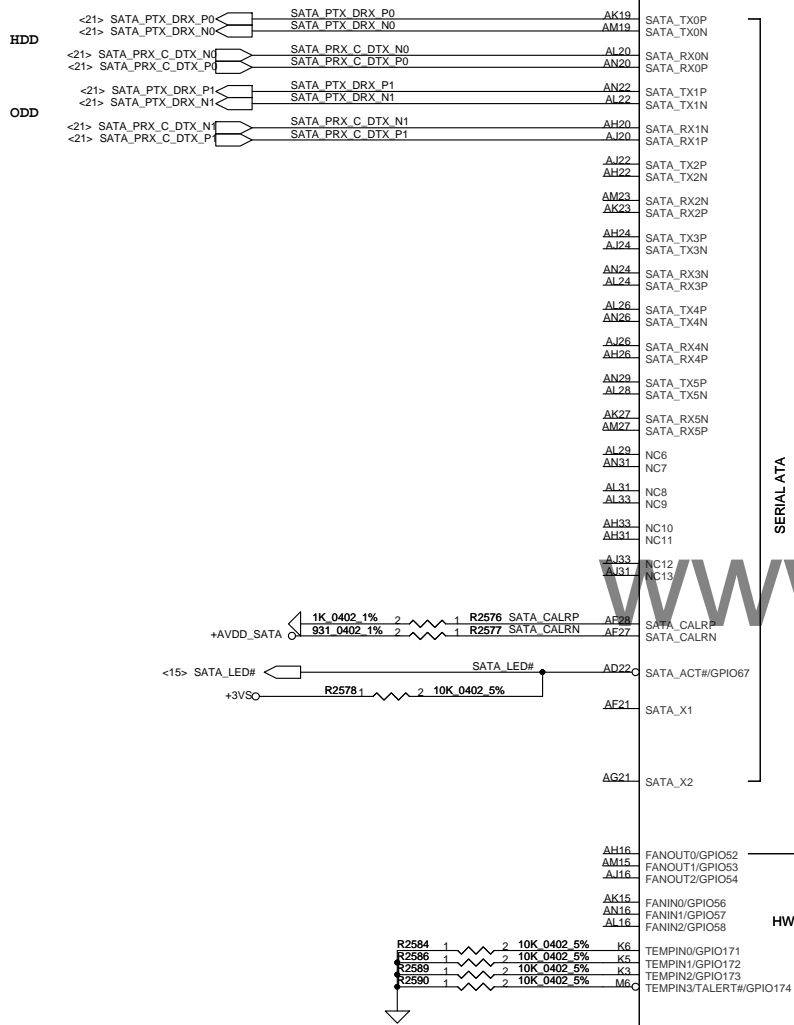 <21> SATA_PTX_DRX_P0 SATA_PTX_DRX_P0 AK19 SATA_TX0P
<21> SATA_PTX_DRX_N0 SATA_PTX_DRX_N0 AM19 SATA_TX0N
HDD
<21> SATA_PRX_C_DTX_N0 SATA_PRX_C_DTX_N0 AL20 SATA_RX0N
<21> SATA_PRX_C_DTX_P0 SATA_PRX_C_DTX_P0 AN20 SATA_RX0P
<21> SATA_PTX_DRX_P1 SATA_PTX_DRX_P1 AN22 SATA_TX1P
<21> SATA_PTX_DRX_N1 SATA_PTX_DRX_N1 AL22 SATA_TX1N
ODD
<21> SATA_PRX_C_DTX_N1 SATA_PRX_C_DTX_N1 AH20 SATA_RX1N
<21> SATA_PRX_C_DTX_P1 SATA_PRX_C_DTX_P1 AJ20 SATA_RX1P
AJ22 SATA_TX2P
AH22 SATA_TX2N
AM23 SATA_RX2N
AK23 SATA_RX2P
AH24 SATA_TX3P
AJ24 SATA_TX3N
AN24 SATA_RX3N
AL24 SATA_RX3P
AL26 SATA_TX4P
AN26 SATA_TX4N
AJ26 SATA_RX4N
AH26 SATA_RX4P
AN29 SATA_TX5P
AL28 SATA_TX5N
AK27 SATA_RX5N
AM27 SATA_RX5P
AL29 NC6
AN31 NC7
AL31 NC8
AL33 NC9
SERIAL ATA
AH33 NC10
AH31 NC11
AJ33 NC12
AJ31 NC13
1K_0402_1% 2 1 R2576 SATA_CALRP AF28 SATA_CALRP
+AVDD_SATA 931_0402_1% 2 1 R2577 SATA_CALRN AF27 SATA_CALRN
<15> SATA_LED# SATA_LED# AD22 SATA_ACT#/GPIO67
+3VS R2578 1 2 10K_0402_5%
AF21 SATA_X1
AG21 SATA_X2
AH16 FANOUT0/GPIO52
AM15 FANOUT1/GPIO53
AJ16 FANOUT2/GPIO54
AK15 FANIN0/GPIO56
AN16 FANIN1/GPIO57
AL16 FANIN2/GPIO58
HW
R2584 1 2 10K_0402_5% K6 TEMPIN0/GPIO171
R2586 1 2 10K_0402_5% K5 TEMPIN1/GPIO172
R2589 1 2 10K_0402_5% K3 TEMPIN2/GPIO173
R2590 1 2 10K_0402_5% M6 TEMPIN3/TALERT#/GPIO174